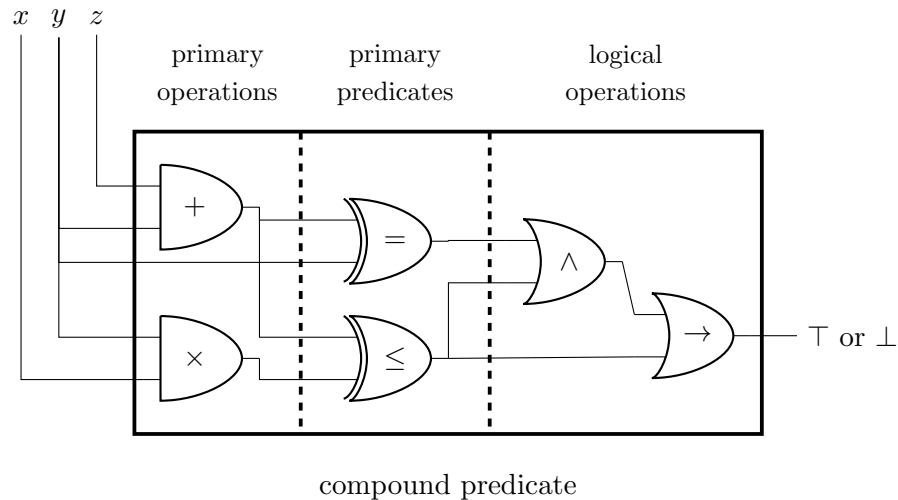 x y z
primary operations
primary predicates
logical operations
+
=
∧
×
≤
→
⊤ or ⊥
compound predicate